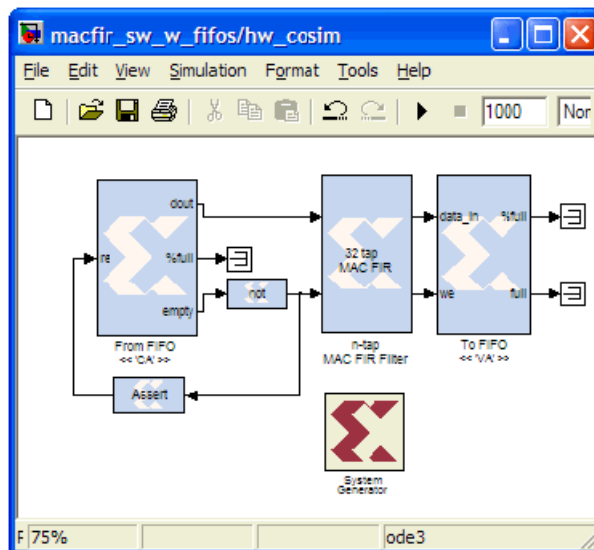 macfir_sw_w_fifos/hw_cosim
File Edit View Simulation Format Tools Help
1000 Nor
dout
re
%full
empty
From FIFO
<< 'CA' >>
not
Assert
32 tap
MAC FIR
n-tap
MAC FIR Filter
data_in %full
we full
To FIFO
<< 'VA' >>
System
Generator
F 75% ode3